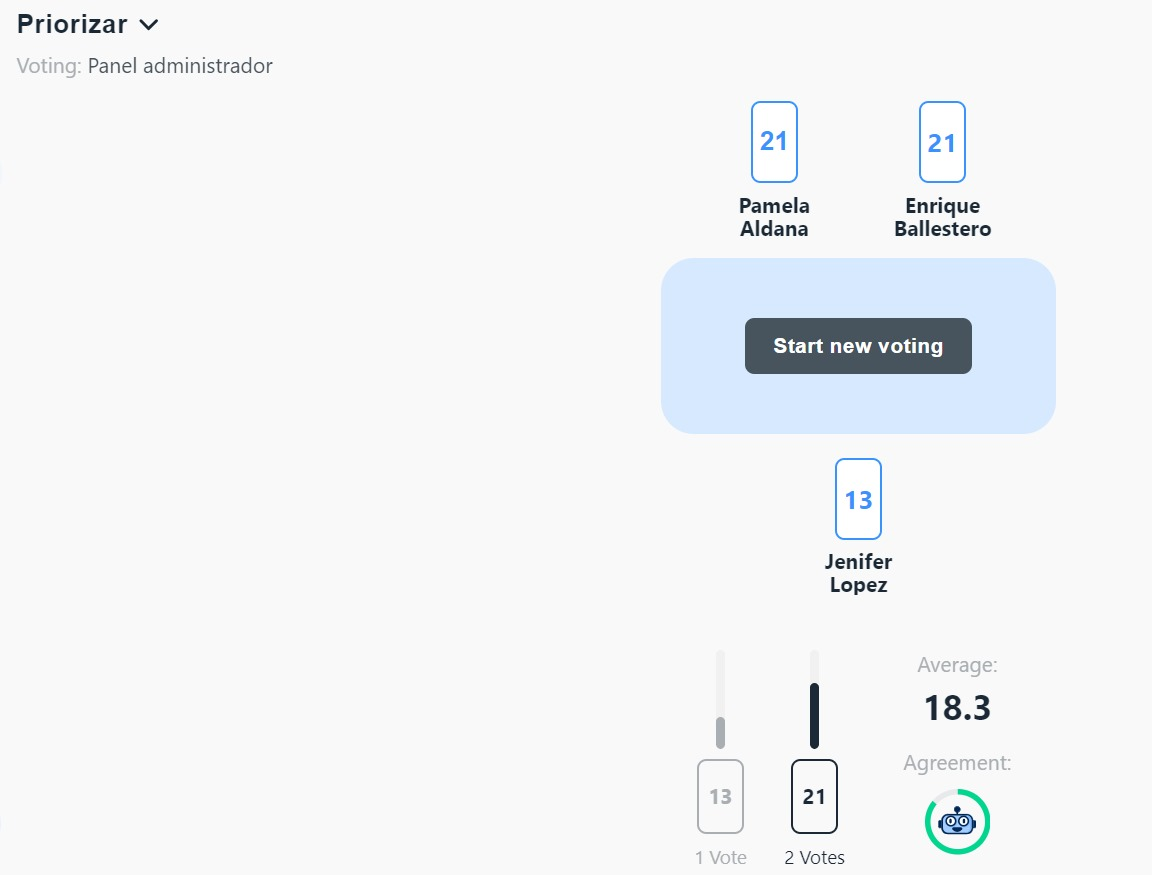 Priorizar
Voting: Panel administrador
21
21
Pamela
Aldana
Enrique
Ballestero
Start new voting
13
Jenifer
Lopez
Average:
18.3
Agreement:
13
21
1 Vote
2 Votes